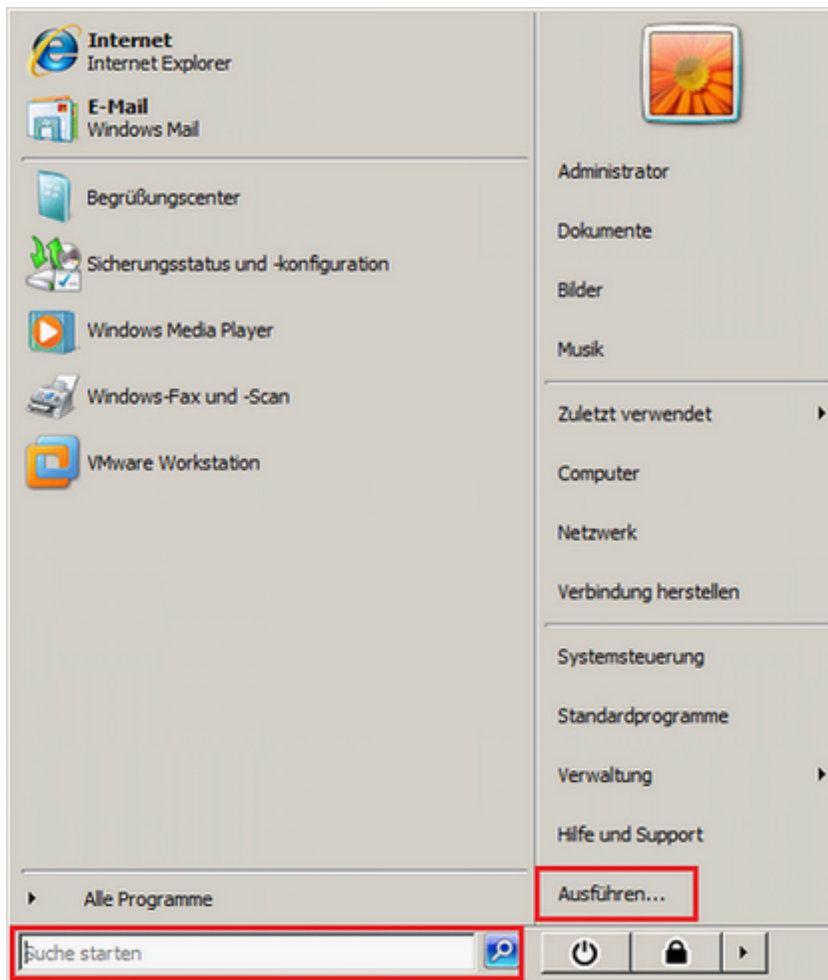 Internet
Internet Explorer
E-Mail
Windows Mail
Begrüßungscenter
Sicherungsstatus und -konfiguration
Windows Media Player
Windows-Fax und -Scan
VMware Workstation
Alle Programme
Suche starten
Administrator
Dokumente
Bilder
Musik
Zuletzt verwendet
Computer
Netzwerk
Verbindung herstellen
Systemsteuerung
Standardprogramme
Verwaltung
Hilfe und Support
Ausführen...